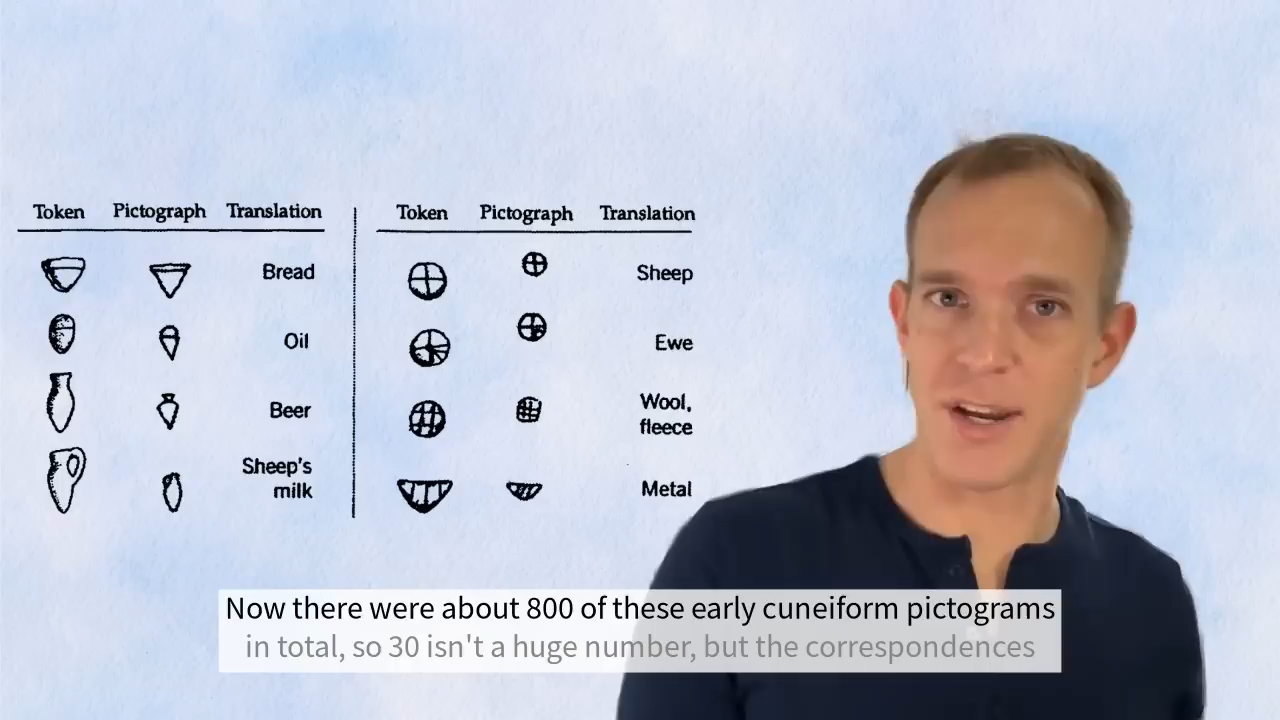 Token Pictograph Translation
Bread
Oil
Beer
Sheep's
milk
Token Pictograph Translation
Sheep
Ewe
Wool,
fleece
Metal
Now there were about 800 of these early cuneiform pictograms
in total, so 30 isn't a huge number, but the correspondences